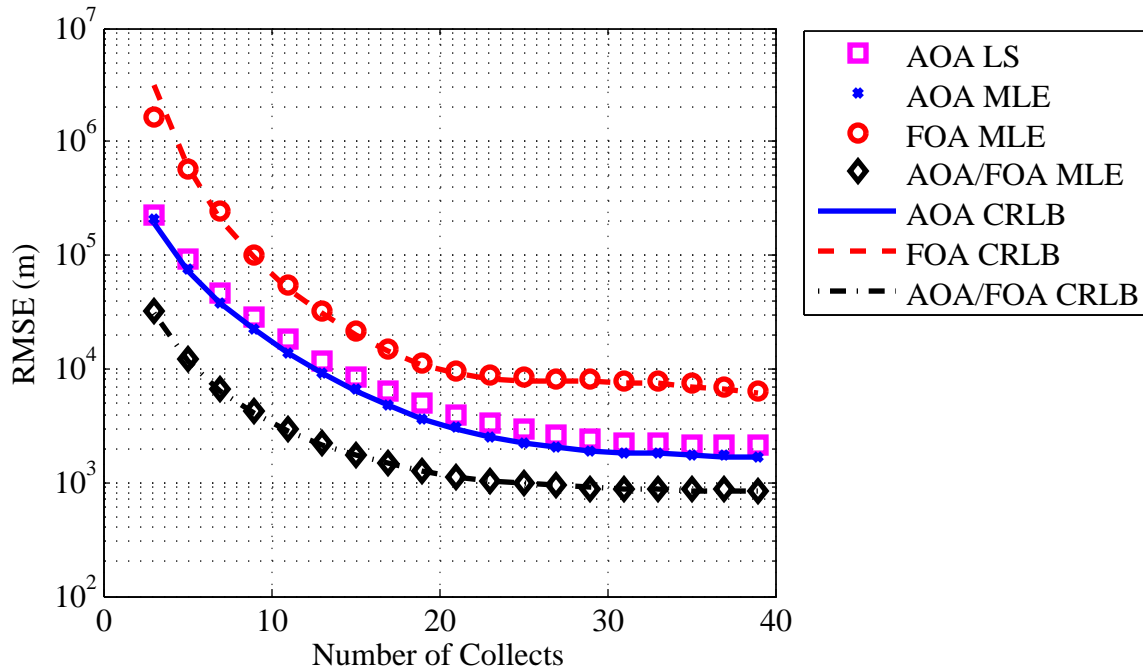 10^7
10^6
10^5
10^4
10^3
10^2
RMSE (m)
0
10
20
30
40
Number of Collects
AOA LS
AOA MLE
FOA MLE
AOA/FOA MLE
AOA CRLB
FOA CRLB
AOA/FOA CRLB